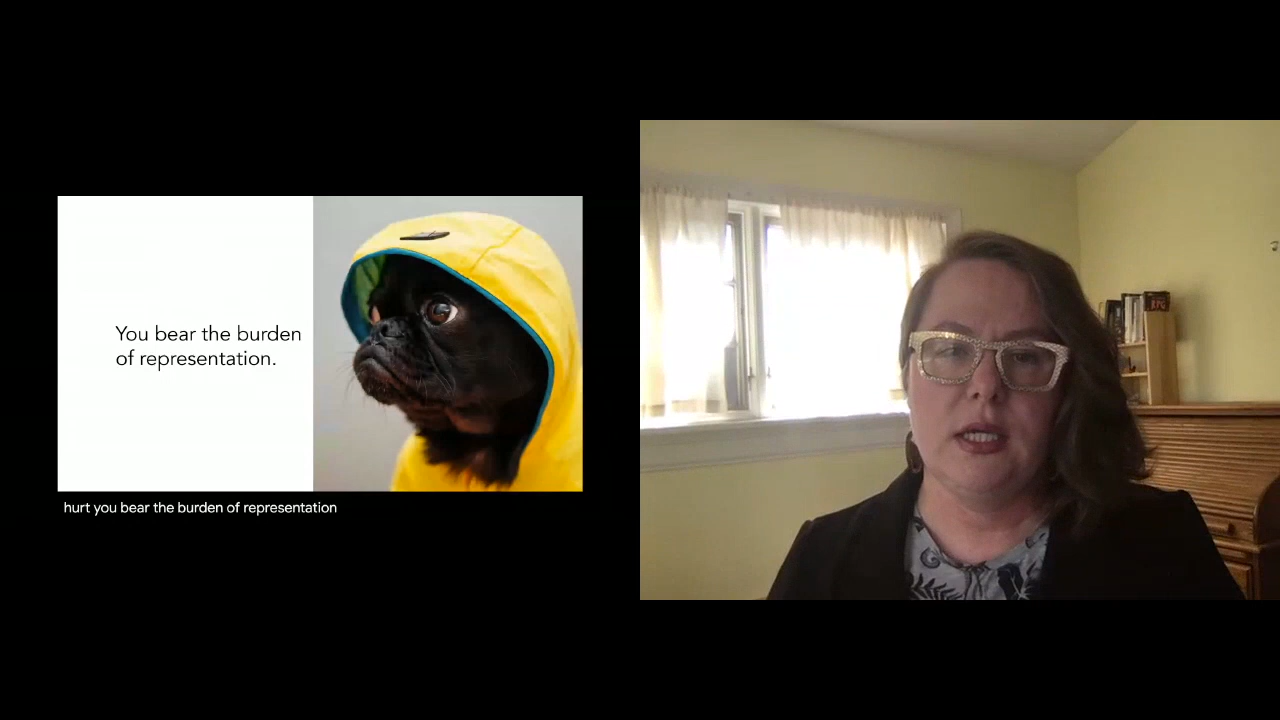 You bear the burden
of representation.
hurt you bear the burden of representation